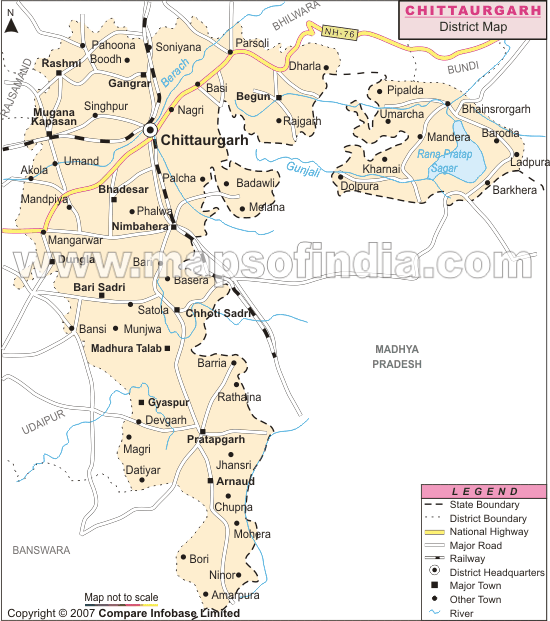 CHITTAURGARH
District Map
N
BHILWARA
NH-76
BUNDI
RAJSAMAND
Pahoona
Soniyana
Parsoli
Boodh
Berach
Dharla
Rashmi
Gangrar
Basi
Begun
Pipalda
Bhainsrorgarh
Singhpur
Nagri
Mugana
Kapasan
Rajgarh
Umarcha
Chittaurgarh
Mandera
Barodia
Umand
Rana Pratap
Sagar
Ladpura
Akola
Gunjali
Kharnai
Palcha
Badawli
Dolpura
Barkhera
Bhadesar
Mandpiya
Phalwa
Melana
Nimbahera
Mangarwar
Dungla
Bari
www.mapsofindia.com
Basera
Bari Sadri
Satola
Chhoti Sadri
Bansi
Munjwa
Madhura Talab
MADHYA
PRADESH
Barria
Rathajna
Gyaspur
UDAIPUR
Devgarh
Pratapgarh
Magri
Jhansri
Datiyar
Arnaud
Chupna
Mohera
BANSWARA
Bori
Ninor
Amarpura
LEGEND
State Boundary
District Boundary
National Highway
Major Road
Railway
District Headquarters
Major Town
Other Town
River
Map not to scale
Copyright © 2007 Compare Infobase Limited